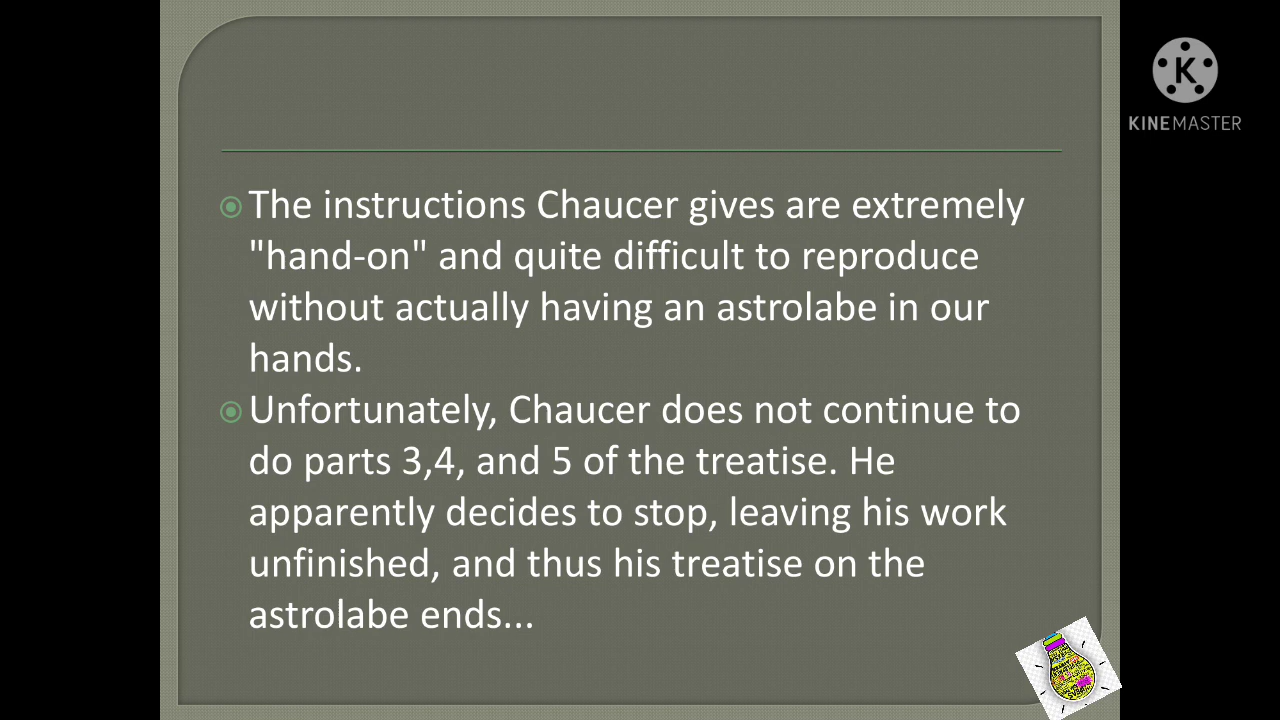 The instructions Chaucer gives are extremely
"hand-on" and quite difficult to reproduce
without actually having an astrolabe in our
hands.
Unfortunately, Chaucer does not continue to
do parts 3,4, and 5 of the treatise. He
apparently decides to stop, leaving his work
unfinished, and thus his treatise on the
astrolabe ends...
K
KINEMASTER